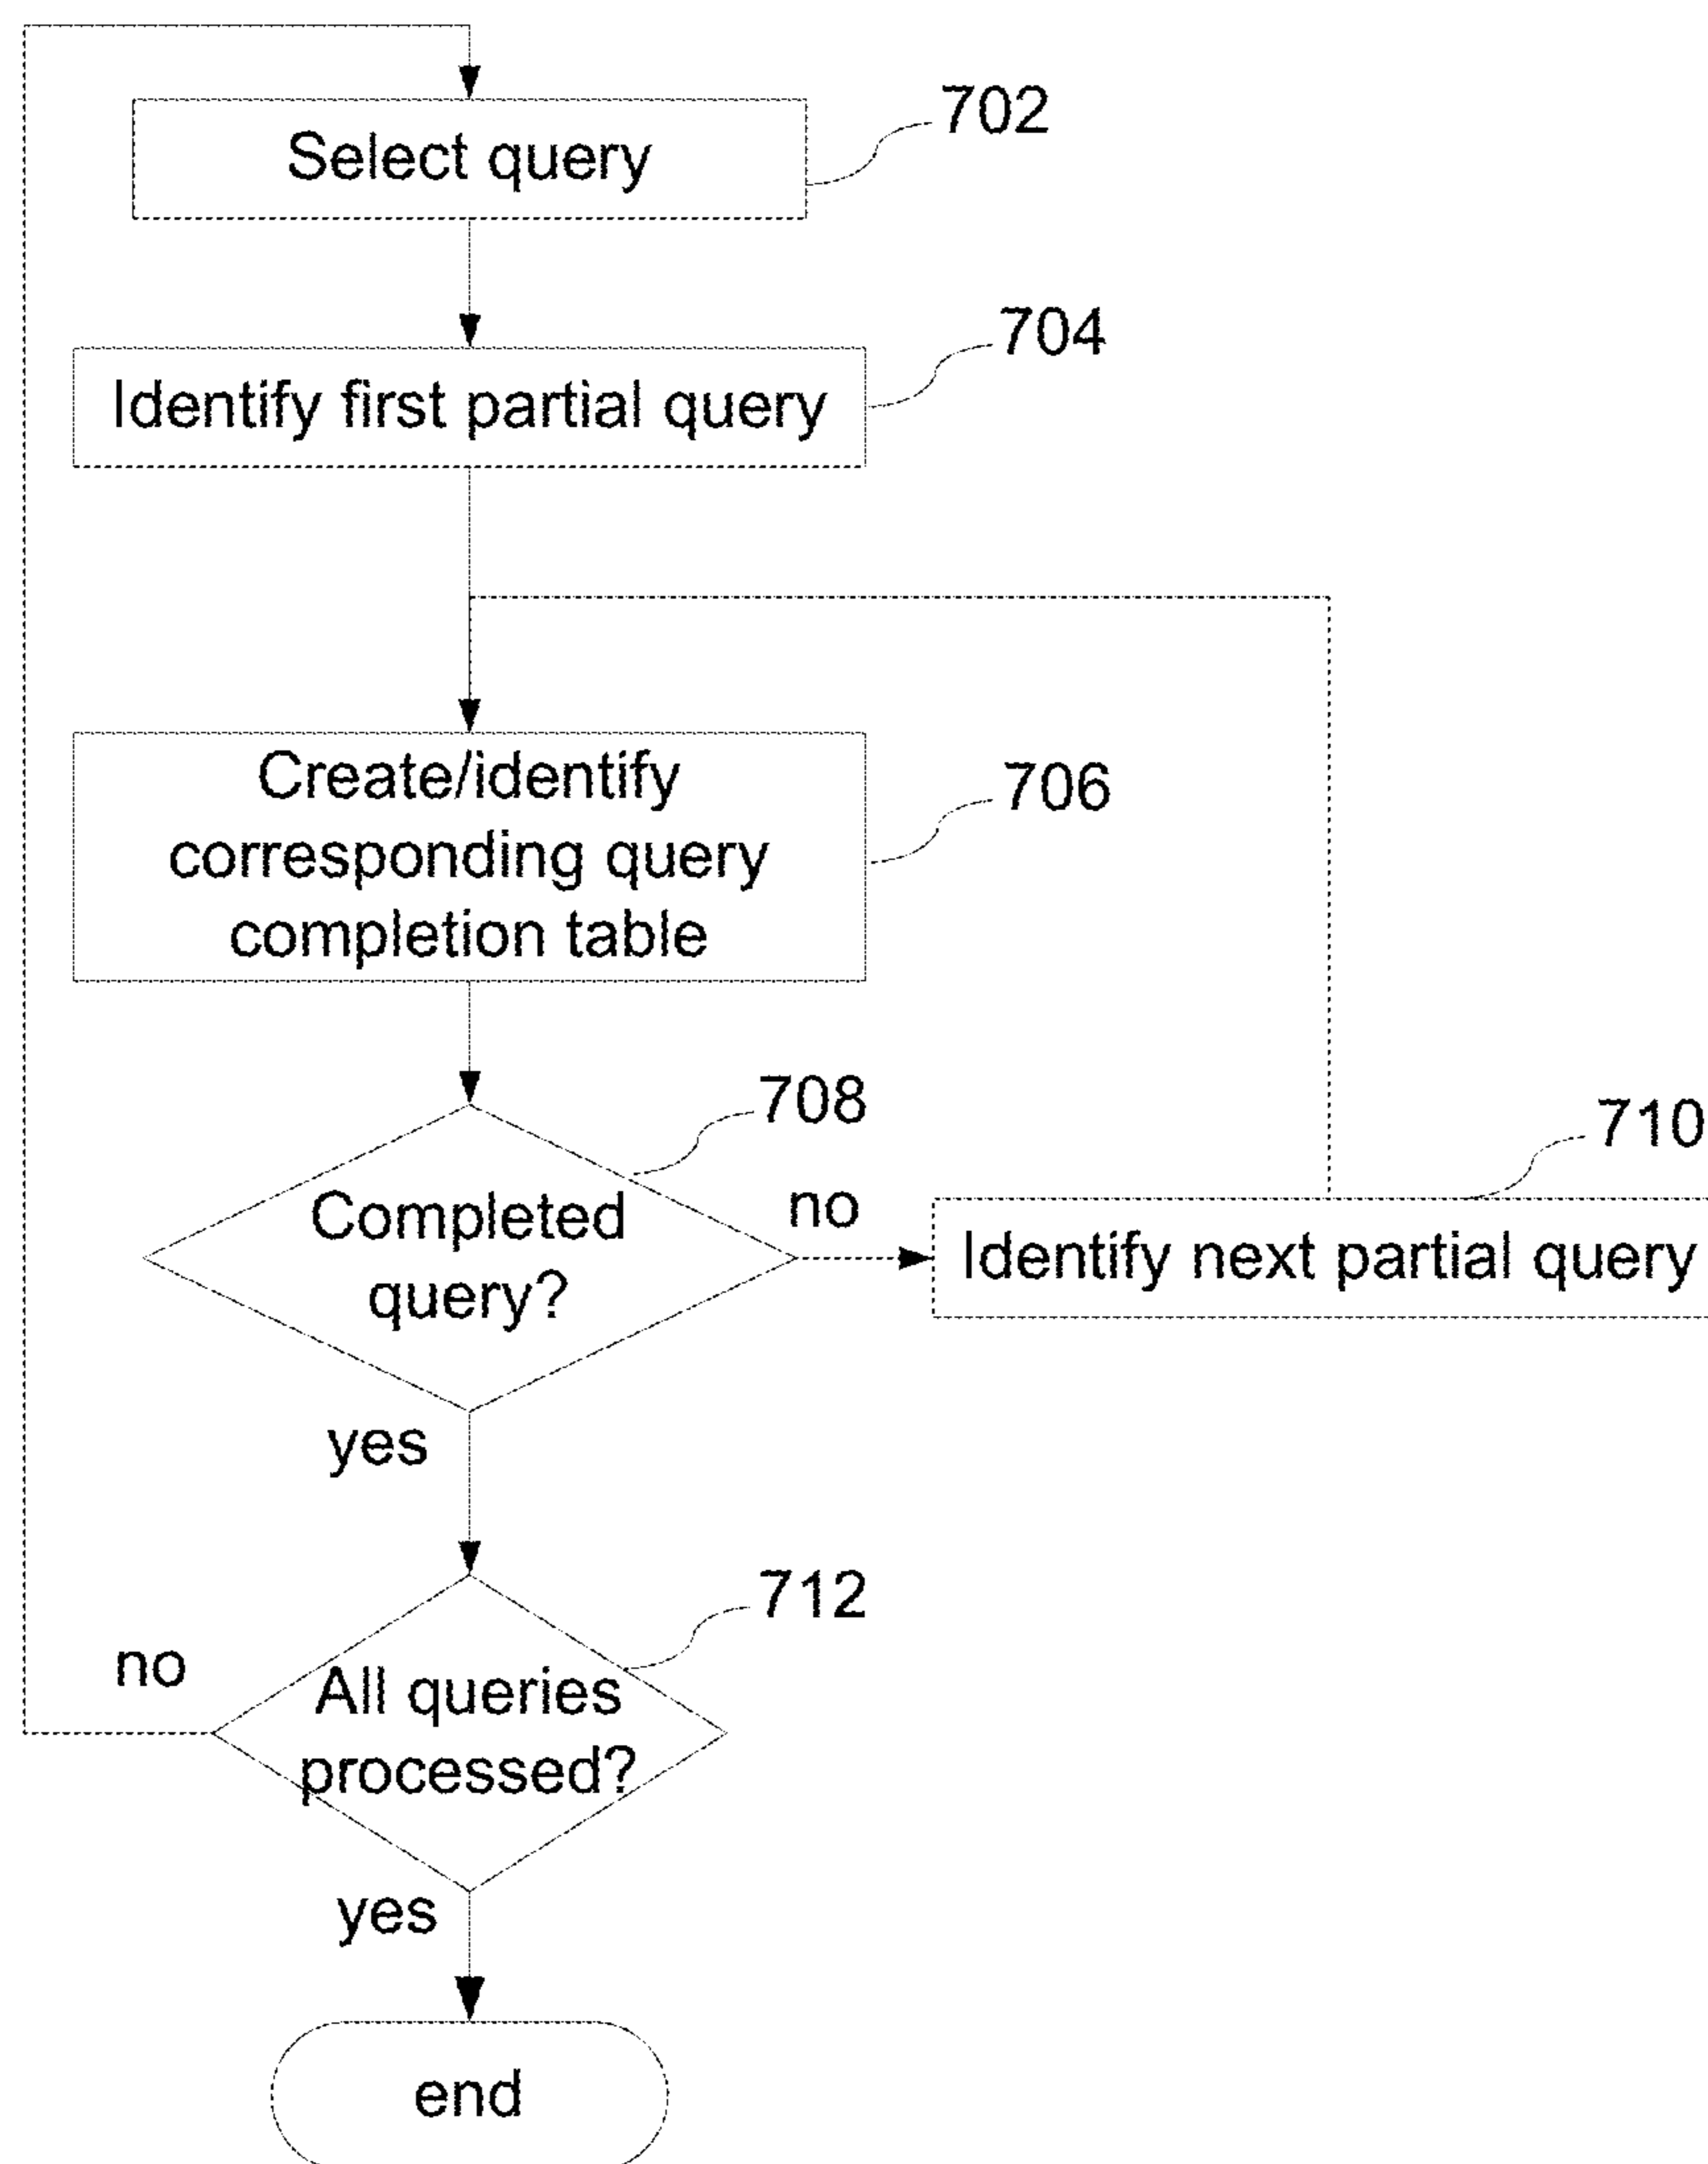 Select query
702
Identify first partial query
704
Create/identify
corresponding query
completion table
706
Completed
query?
708
no
Identify next partial query
710
yes
All queries
processed?
712
no
yes
end